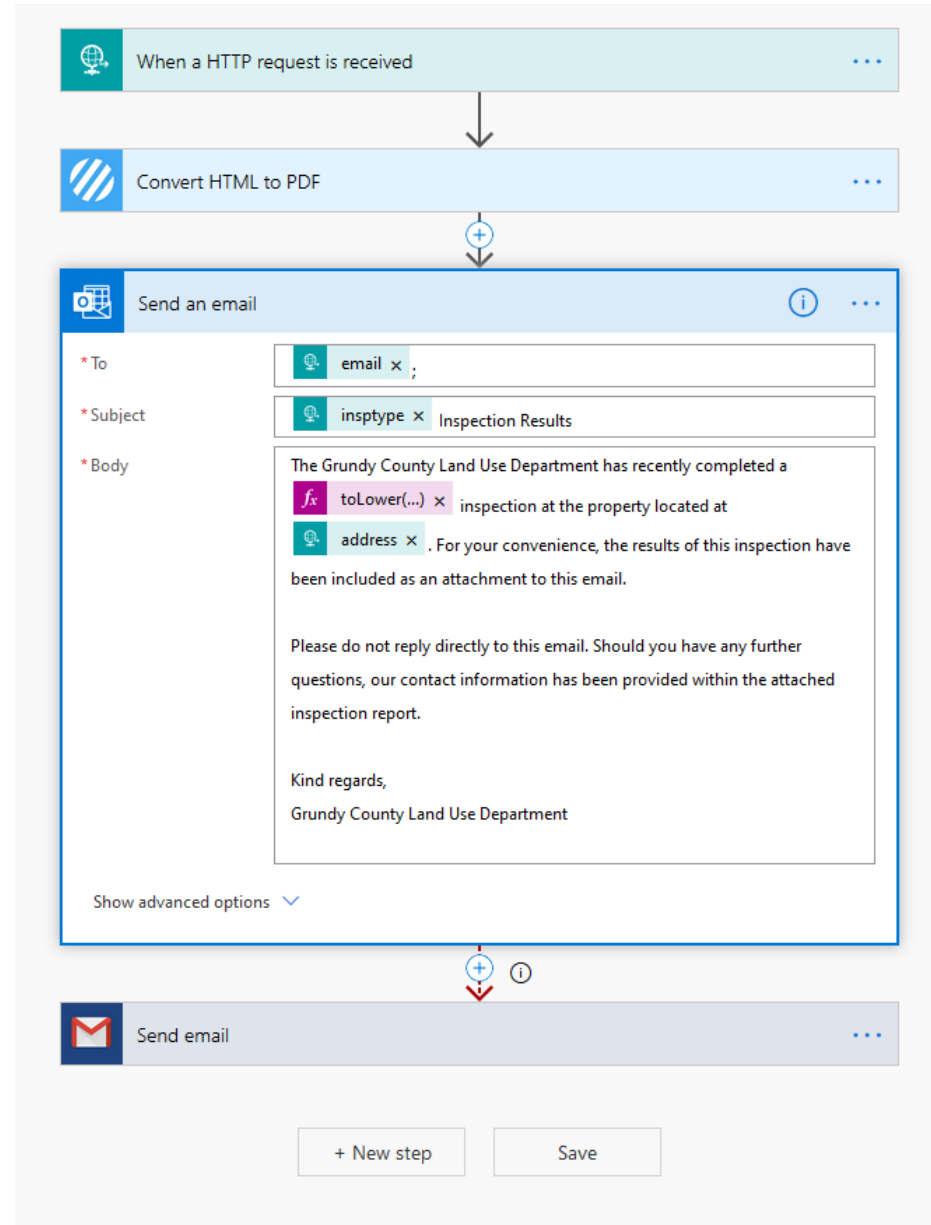 When a HTTP request is received
Convert HTML to PDF
Send an email
* To
email × ;
* Subject
insptype × Inspection Results
* Body
The Grundy County Land Use Department has recently completed a
fx toLower(...) × inspection at the property located at
address × . For your convenience, the results of this inspection have
been included as an attachment to this email.
Please do not reply directly to this email. Should you have any further
questions, our contact information has been provided within the attached
inspection report.
Kind regards,
Grundy County Land Use Department
Show advanced options
Send email
+ New step
Save